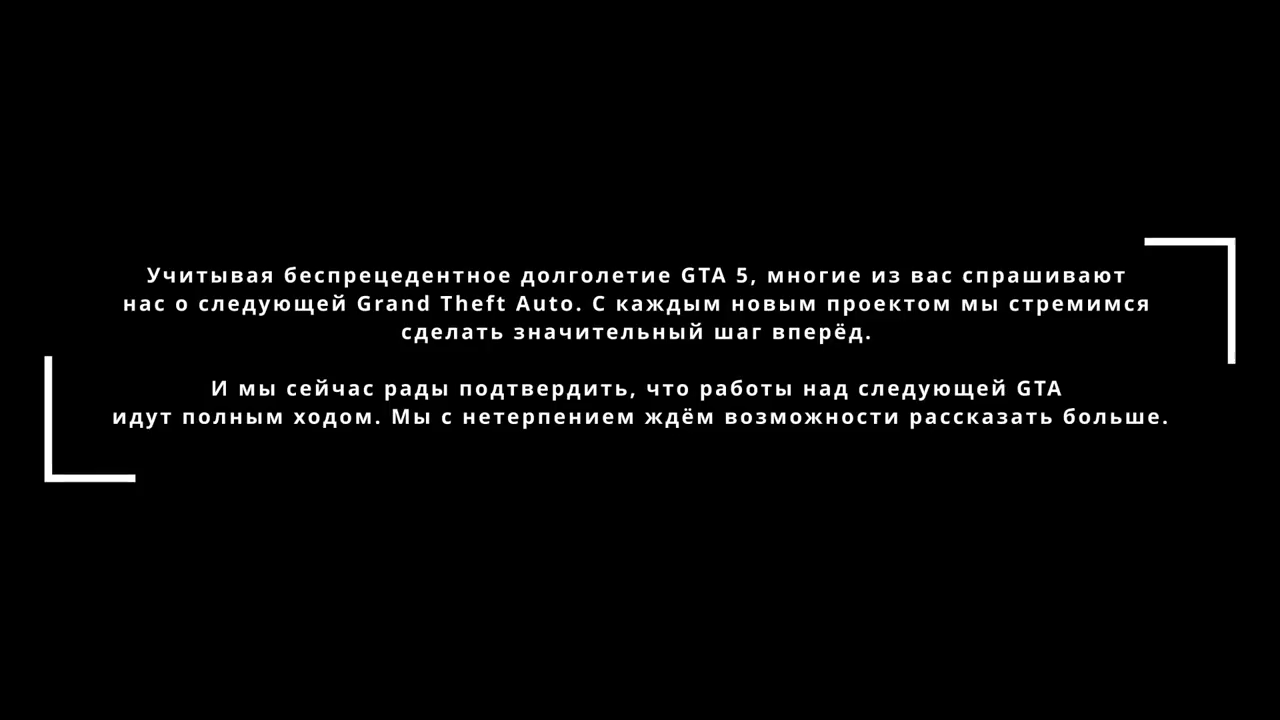 Учитывая беспрецедентное долголетие GTA 5, многие из вас спрашивают
нас о следующей Grand Theft Auto. С каждым новым проектом мы стремимся
сделать значительный шаг вперёд.
И мы сейчас рады подтвердить, что работы над следующей GTA
идут полным ходом. Мы с нетерпением ждём возможности рассказать больше.